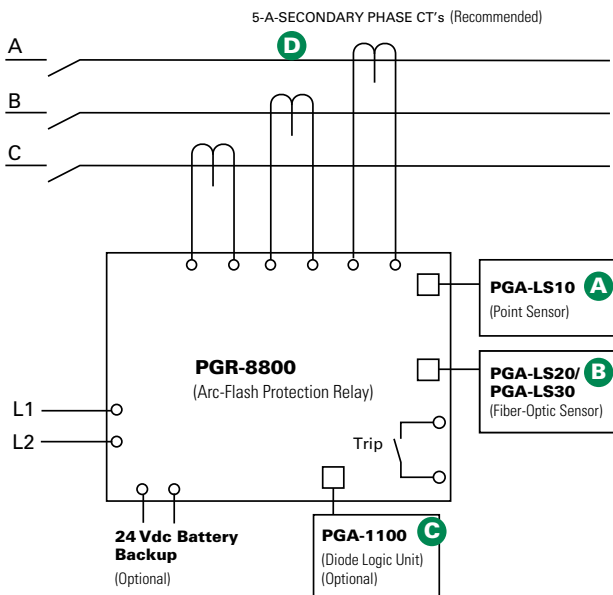 5-A-SECONDARY PHASE CT's (Recommended)
D
A
B
C
PGR-8800
(Arc-Flash Protection Relay)
PGA-LS10 A
(Point Sensor)
PGA-LS20/ B
PGA-LS30
(Fiber-Optic Sensor)
L1
L2
Trip
24 Vdc Battery
Backup
(Optional)
PGA-1100 C
(Diode Logic Unit)
(Optional)